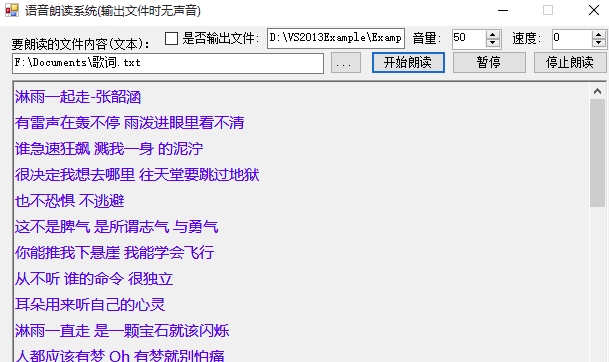 语音朗读系统(输出文件时无声音)
要朗读的文件内容(文本): 是否输出文件: D:\VS2013Example\Examp 音量: 50 速度: 0
F:\Documents\歌词.txt ... 开始朗读 暂停 停止朗读
淋雨一起走-张韶涵
有雷声在轰不停 雨泼进眼里看不清
谁急速狂飙 溅我一身 的泥泞
很决定我想去哪里 往天堂要跳过地狱
也不恐惧 不逃避
这不是脾气 是所谓志气 与勇气
你能推我下悬崖 我能学会飞行
从不听 谁的命令 很独立
耳朵用来听自己的心灵
淋雨一直走 是一颗宝石就该闪烁
人都应该有梦 Oh 有梦就别怕痛